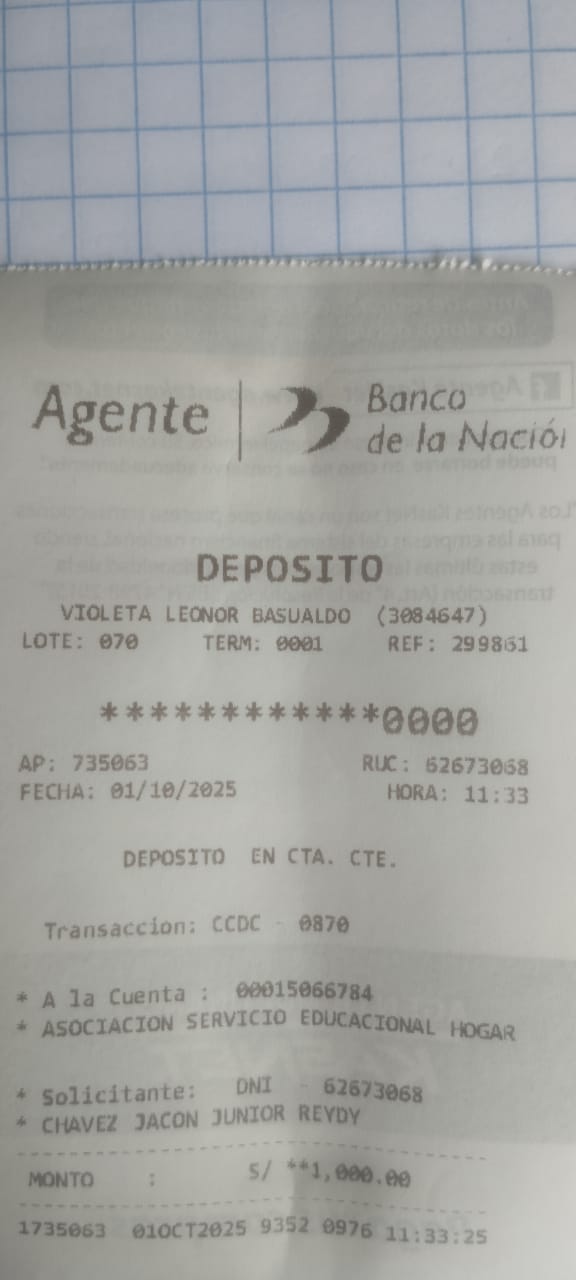 Agente | Banco
de la Nación
DEPOSITO
VIOLETA LEONOR BASUALDO (3084647)
LOTE: 070 TERM: 0001 REF: 299861
************0000
AP: 735063 RUC: 62673068
FECHA: 01/10/2025 HORA: 11:33
DEPOSITO EN CTA. CTE.
Transaccion: CCDC - 0870
* A la Cuenta : 00015066784
* ASOCIACION SERVICIO EDUCACIONAL HOGAR
* Solicitante: DNI - 62673068
* CHAVEZ JACON JUNIOR REYDY
MONTO : S/ **1,000.00
1735063 01OCT2025 9352 0976 11:33:25